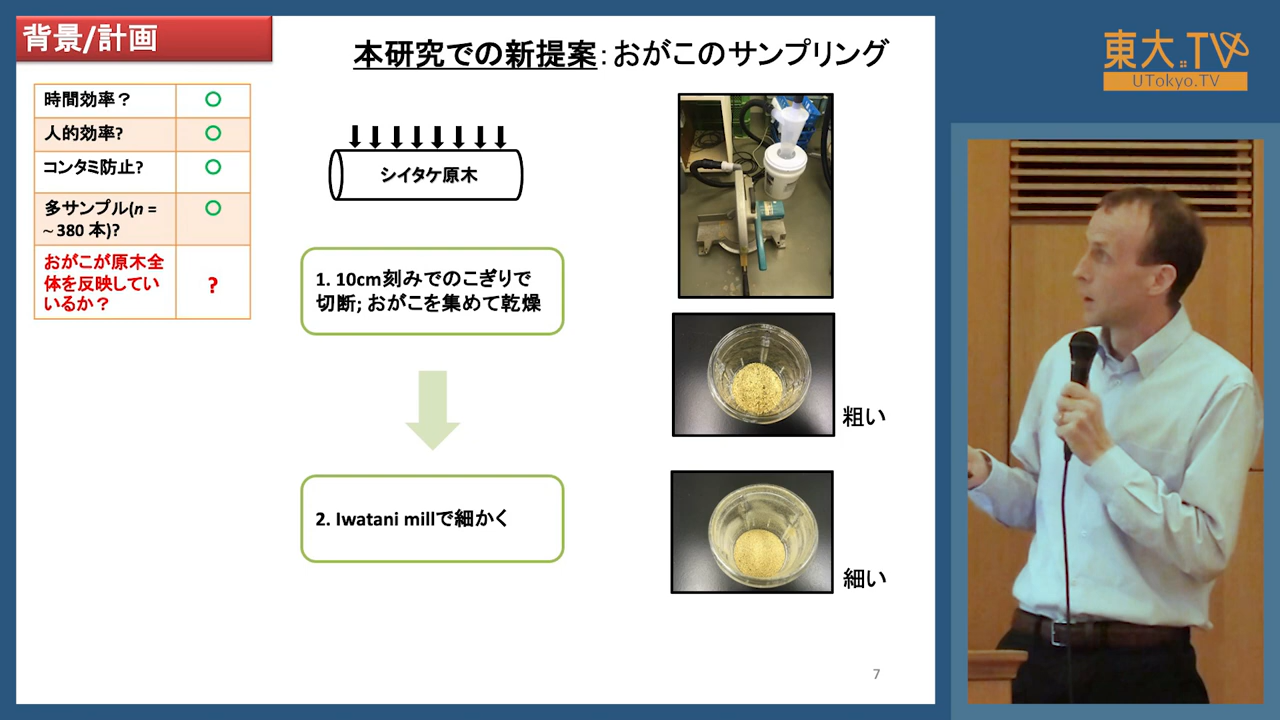 背景/計画
本研究での新提案：おがこのサンプリング
東大.TV
UTokyo.TV
時間効率？ ○
人的効率? ○
コンタミ防止? ○
多サンプル(n =
~ 380 本)? ○
おがこが原木全
体を反映してい
いるか？ ?
シイタケ原木
1. 10cm刻みでのこぎりで
切断; おがこを集めて乾燥
粗い
2. Iwatani millで細かく
細い
7